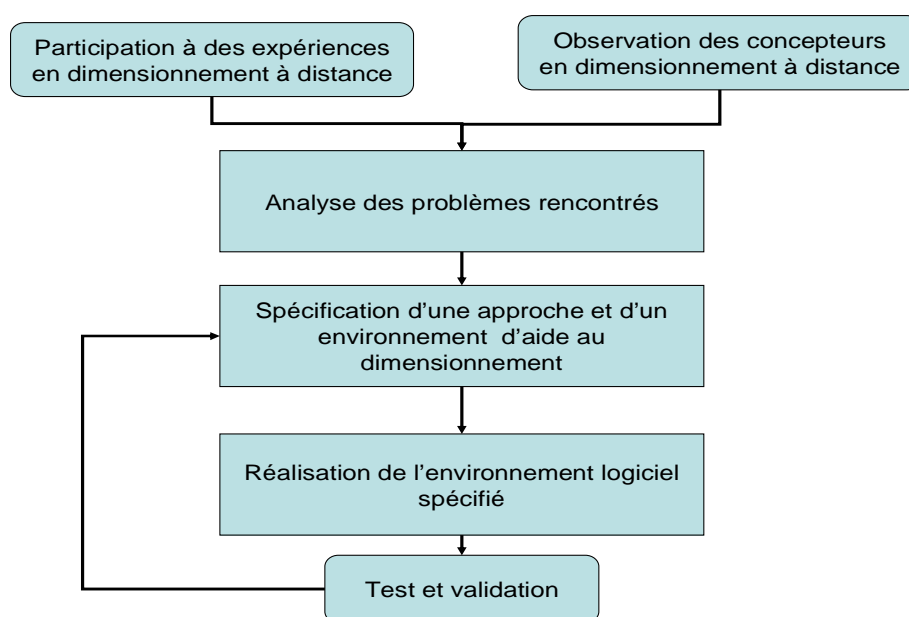 Participation à des expériences
en dimensionnement à distance
Observation des concepteurs
en dimensionnement à distance
Analyse des problèmes rencontrés
Spécification d’une approche et d’un
environnement d’aide au
dimensionnement
Réalisation de l’environnement logiciel
spécifié
Test et validation